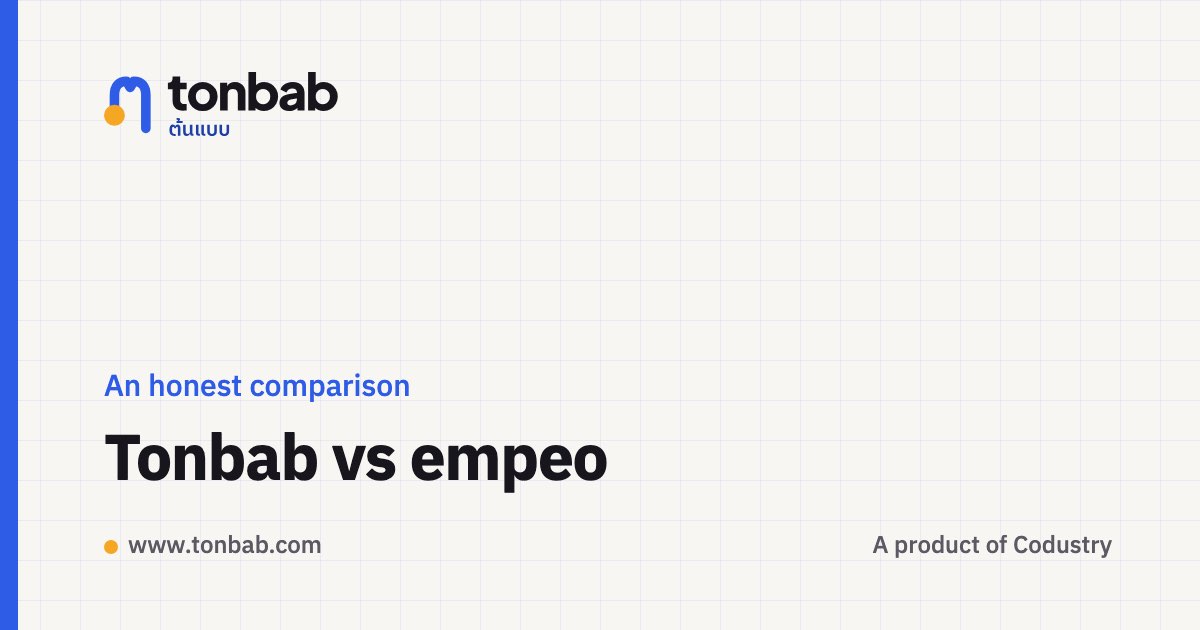 tonbab
ต้นแบบ
An honest comparison
Tonbab vs empeo
www.tonbab.com
A product of Codustry